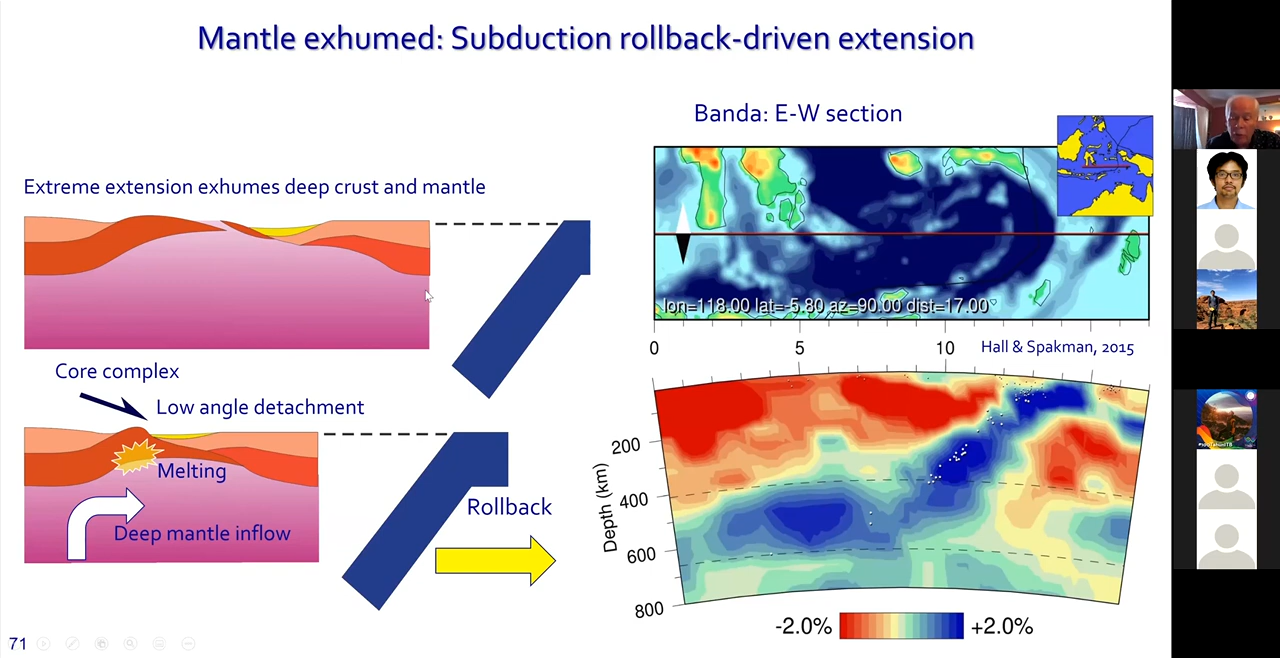 Mantle exhumed: Subduction rollback-driven extension
Banda: E-W section
Extreme extension exhumes deep crust and mantle
lon=118.00 lat=-5.80 az=90.00 dist=17.00
0 5 10
Hall & Spakman, 2015
Core complex
Low angle detachment
Melting
Deep mantle inflow
Rollback
Depth (km)
200
400
600
800
-2.0% +2.0%
71